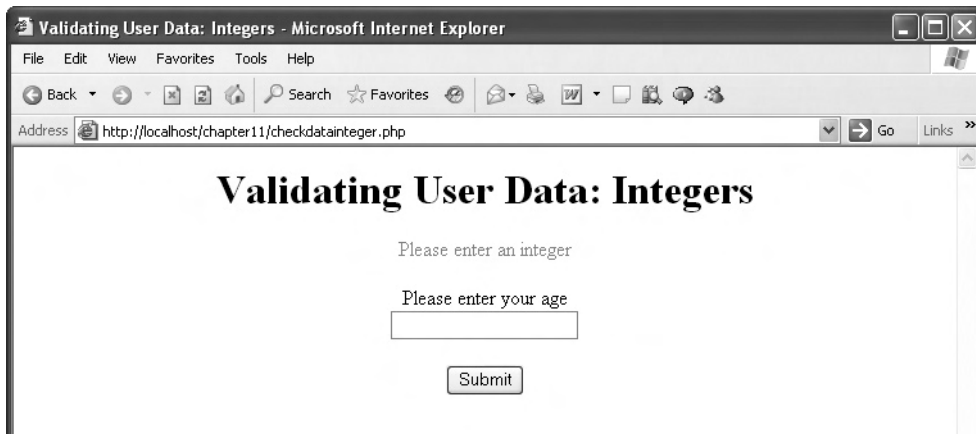 Validating User Data: Integers - Microsoft Internet Explorer
File Edit View Favorites Tools Help
Back Search Favorites W
Address http://localhost/chapter11/checkdatainteger.php Go Links »
Validating User Data: Integers
Please enter an integer
Please enter your age
Submit